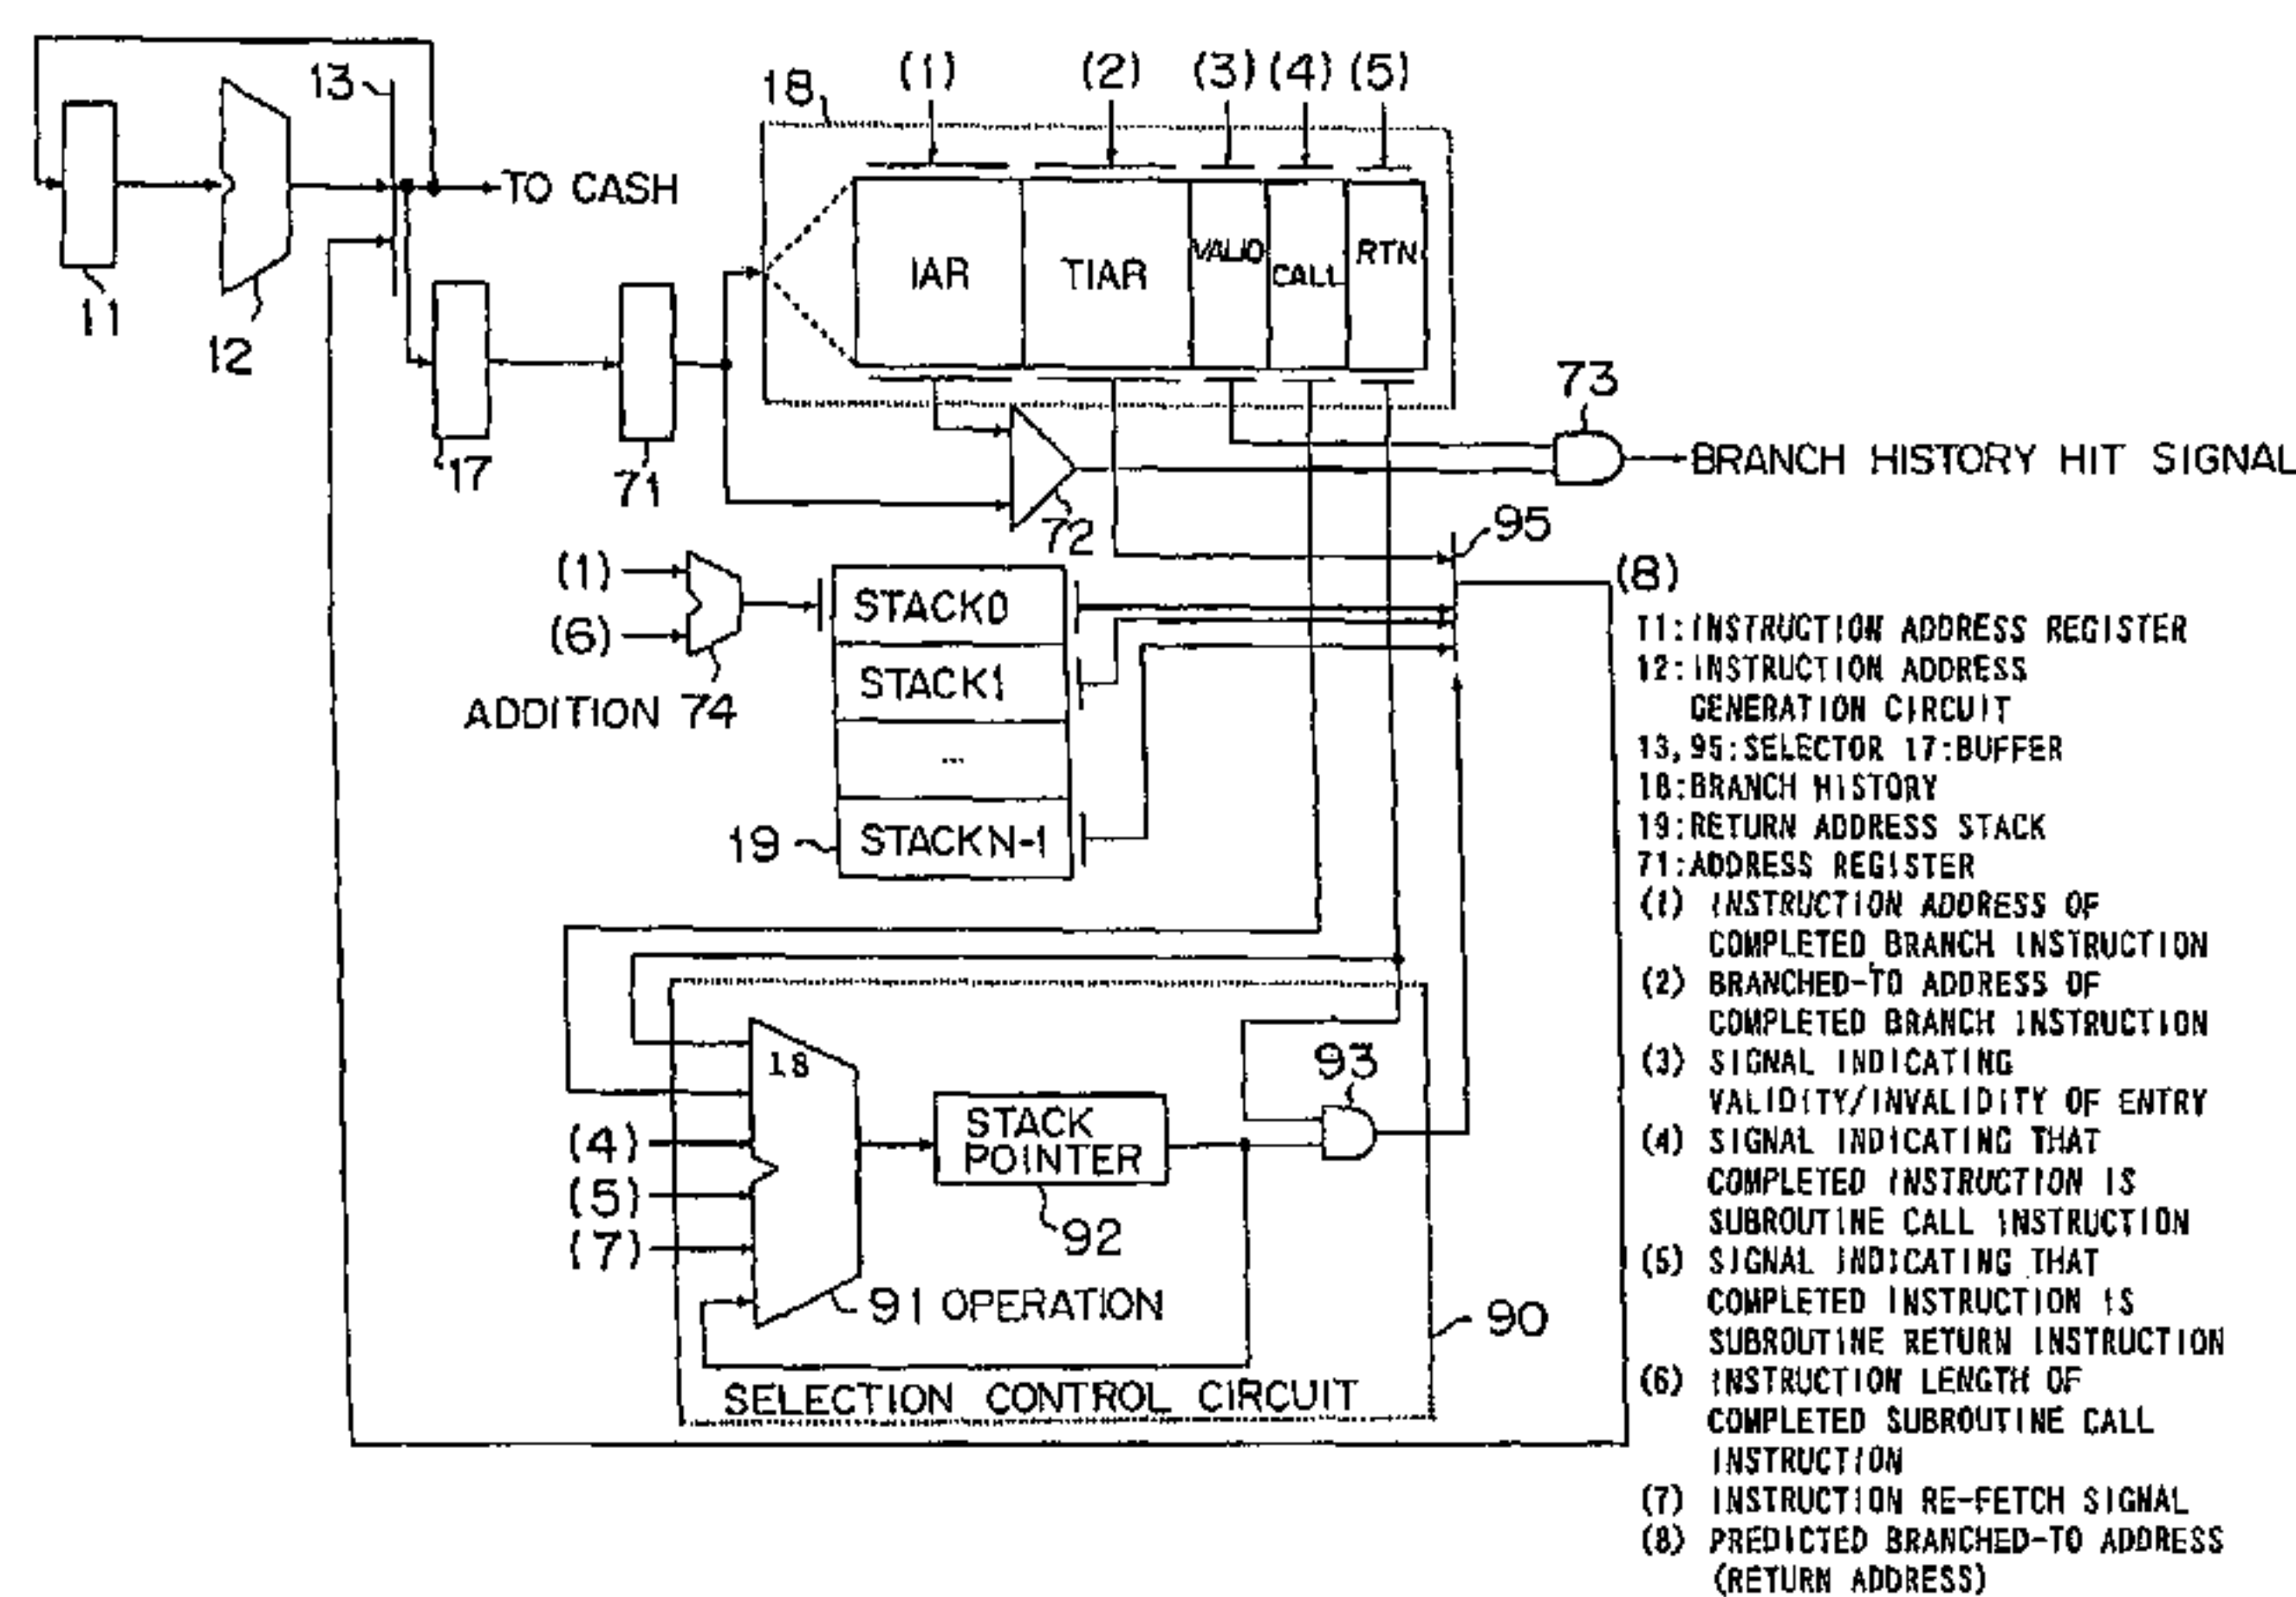 13
18
(1)
(2)
(3)
(4)
(5)
TO CASH
IAR
TIAR
VALID
CALL
RTN
11
12
17
71
72
73
BRANCH HISTORY HIT SIGNAL
95
(8)
(1)
(6)
ADDITION 74
STACK0
STACK1
...
STACKN-1
19
18
(4)
(5)
(7)
STACK
POINTER
92
93
91 OPERATION
90
SELECTION CONTROL CIRCUIT
11:INSTRUCTION ADDRESS REGISTER
12:INSTRUCTION ADDRESS
GENERATION CIRCUIT
13,95:SELECTOR 17:BUFFER
18:BRANCH HISTORY
19:RETURN ADDRESS STACK
71:ADDRESS REGISTER
(1) INSTRUCTION ADDRESS OF
COMPLETED BRANCH INSTRUCTION
(2) BRANCHED-TO ADDRESS OF
COMPLETED BRANCH INSTRUCTION
(3) SIGNAL INDICATING
VALIDITY/INVALIDITY OF ENTRY
(4) SIGNAL INDICATING THAT
COMPLETED INSTRUCTION IS
SUBROUTINE CALL INSTRUCTION
(5) SIGNAL INDICATING THAT
COMPLETED INSTRUCTION IS
SUBROUTINE RETURN INSTRUCTION
(6) INSTRUCTION LENGTH OF
COMPLETED SUBROUTINE CALL
INSTRUCTION
(7) INSTRUCTION RE-FETCH SIGNAL
(8) PREDICTED BRANCHED-TO ADDRESS
(RETURN ADDRESS)